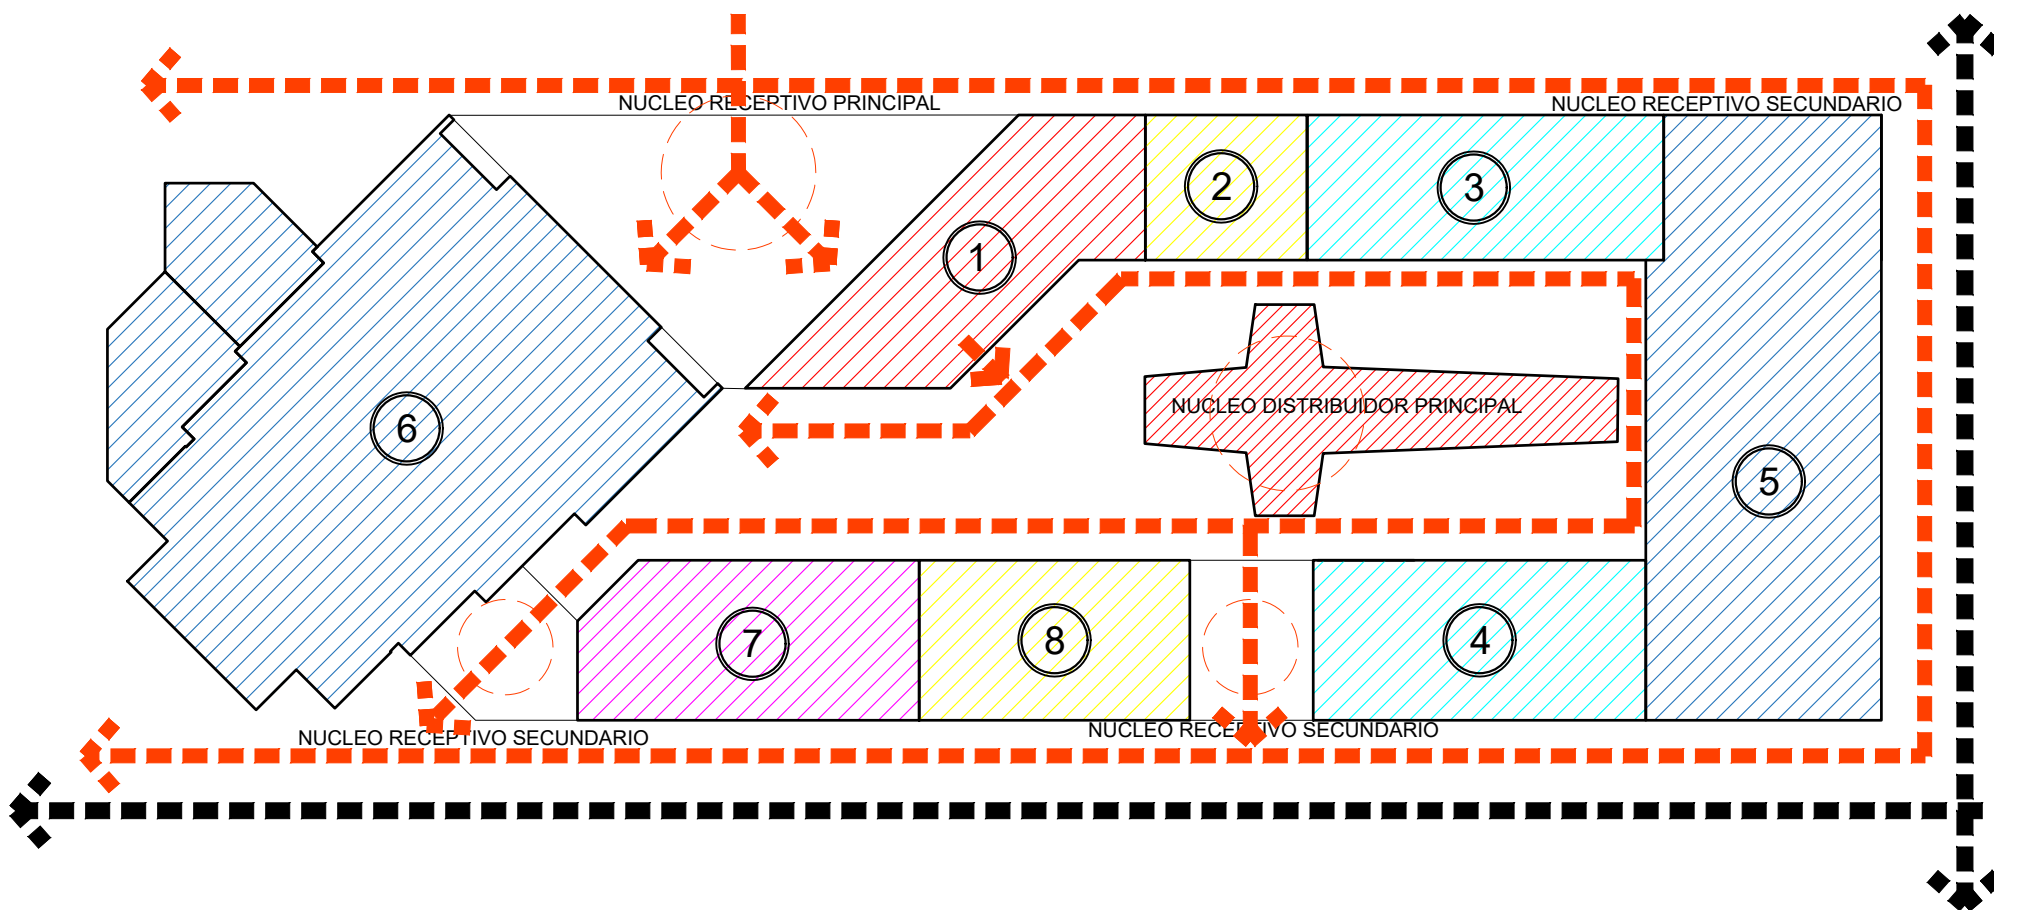 NUCLEO RECEPTIVO PRINCIPAL
NUCLEO RECEPTIVO SECUNDARIO
2
3
1
NUCLEO DISTRIBUIDOR PRINCIPAL
6
5
7
8
4
NUCLEO RECEPTIVO SECUNDARIO
NUCLEO RECEPTIVO SECUNDARIO